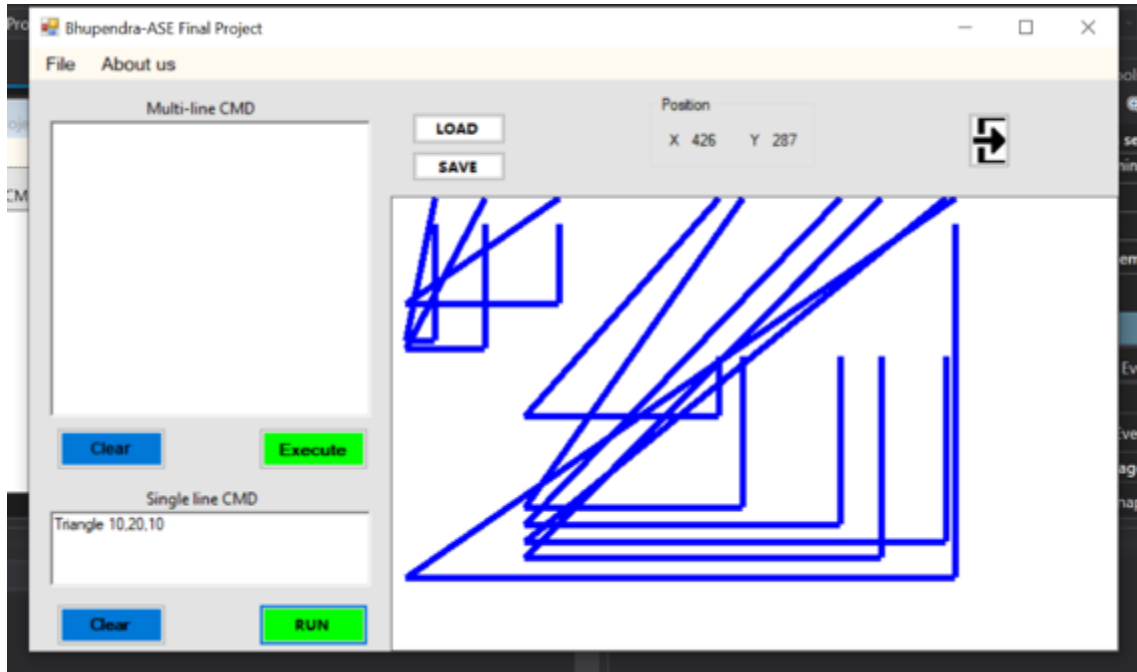 Bhupendra-ASE Final Project
File About us
Multi-line CMD
LOAD
SAVE
Position
X 426 Y 287
Clear
Execute
Single line CMD
Triangle 10,20,10
Clear
RUN